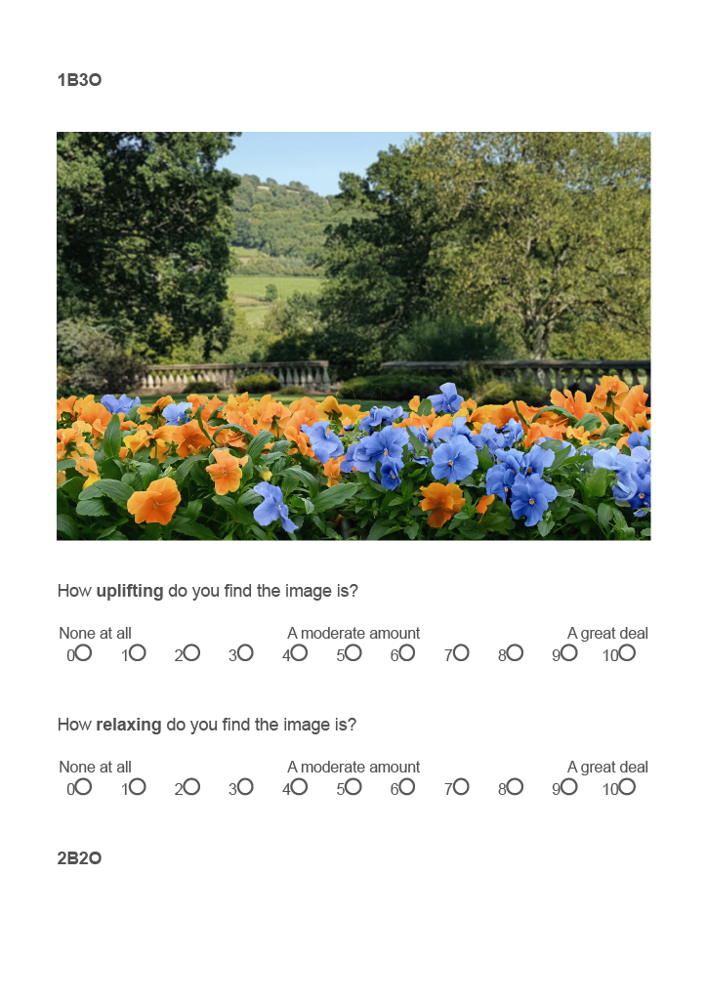 1B3O
How uplifting do you find the image is?
None at all A moderate amount A great deal
0 1 2 3 4 5 6 7 8 9 10
How relaxing do you find the image is?
None at all A moderate amount A great deal
0 1 2 3 4 5 6 7 8 9 10
2B2O